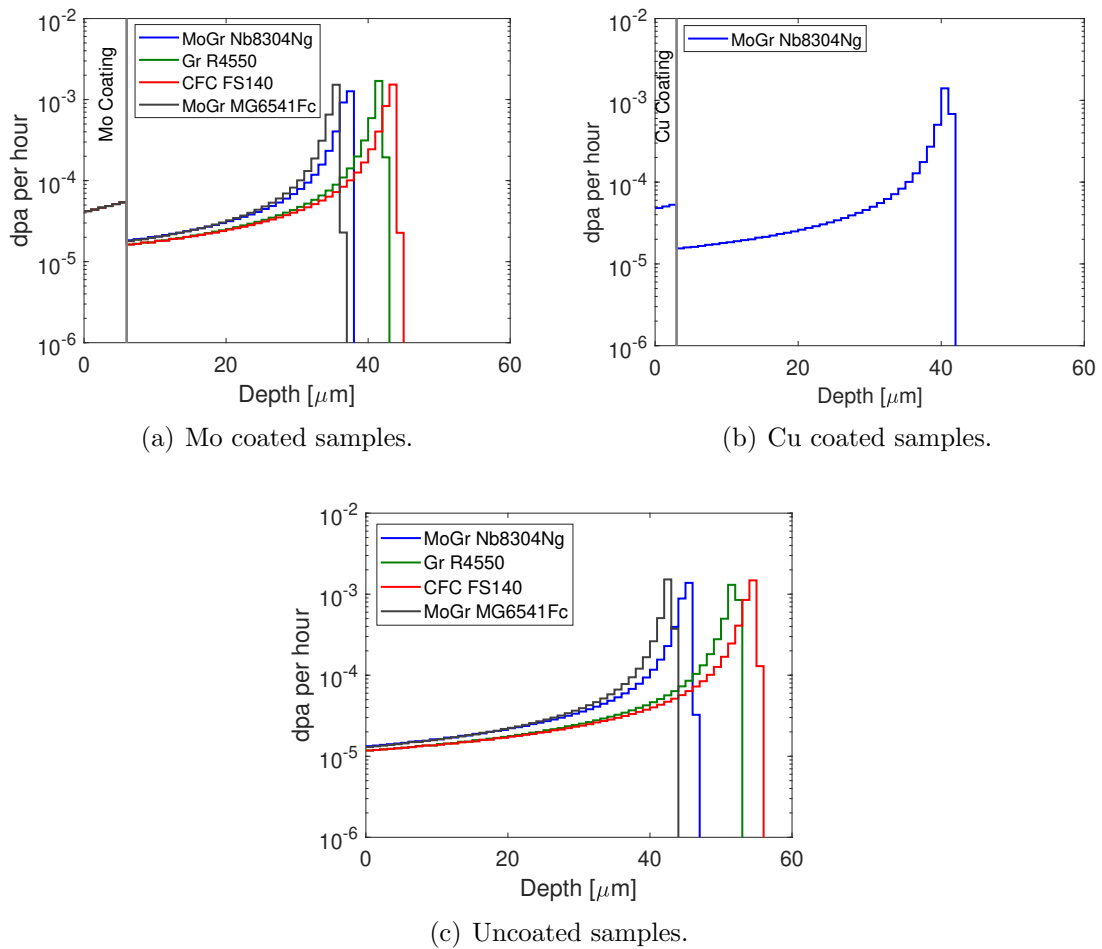 10^-2
10^-3
10^-4
10^-5
10^-6
dpa per hour
Mo Coating
MoGr Nb8304Ng
Gr R4550
CFC FS140
MoGr MG6541Fc
0 20 40 60
Depth [μm]
(a) Mo coated samples.
10^-2
10^-3
10^-4
10^-5
10^-6
dpa per hour
Cu Coating
MoGr Nb8304Ng
0 20 40 60
Depth [μm]
(b) Cu coated samples.
10^-2
10^-3
10^-4
10^-5
10^-6
dpa per hour
MoGr Nb8304Ng
Gr R4550
CFC FS140
MoGr MG6541Fc
0 20 40 60
Depth [μm]
(c) Uncoated samples.